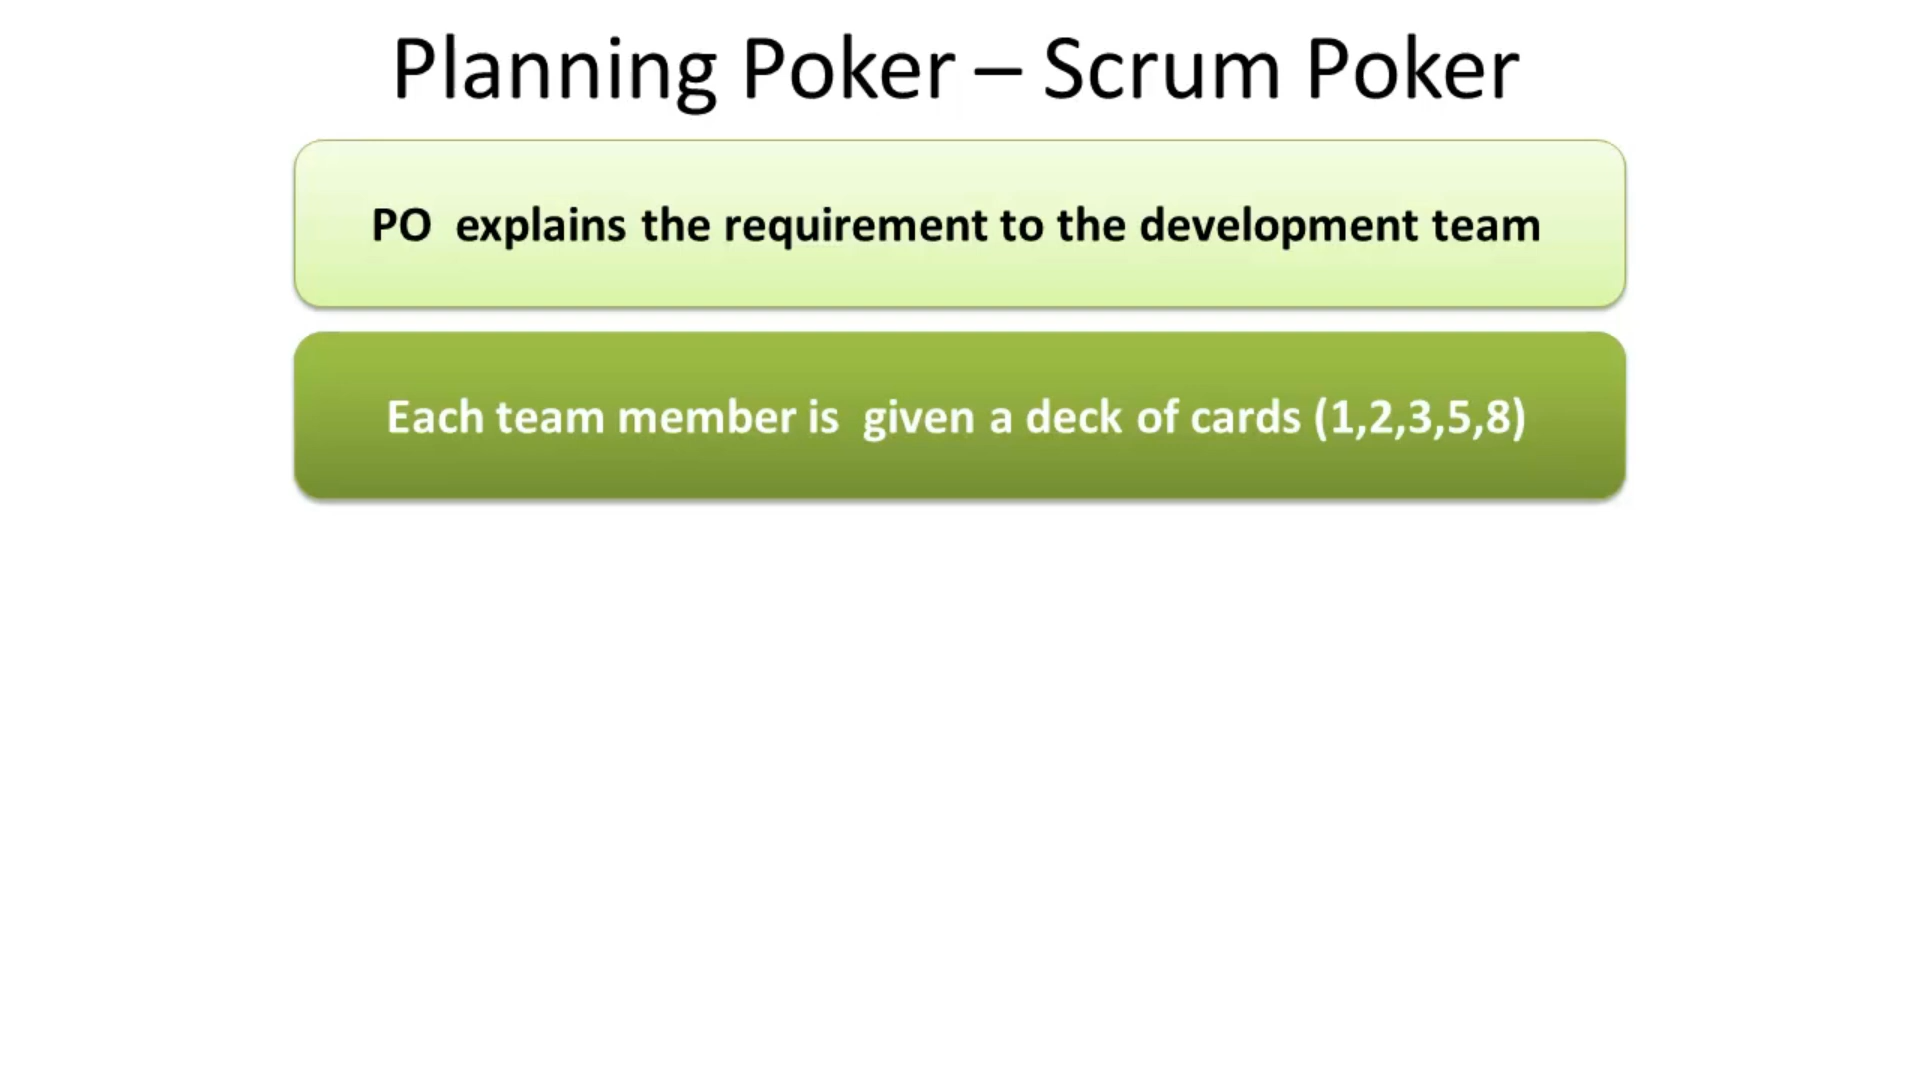 Planning Poker – Scrum Poker
PO  explains the requirement to the development team
Each team member is  given a deck of cards (1,2,3,5,8)